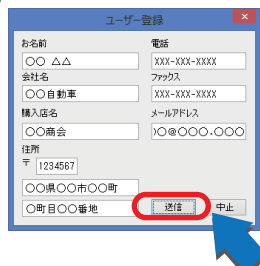 ユーザー登録
お名前 電話
○○ △△ XXX-XXX-XXXX
会社名 ファックス
○○自動車 XXX-XXX-XXXX
購入店名 メールアドレス
○○商会 )○@○○○.○○○
住所
〒 1234567
○○県○○市○○町
○町目○○番地 送信 中止